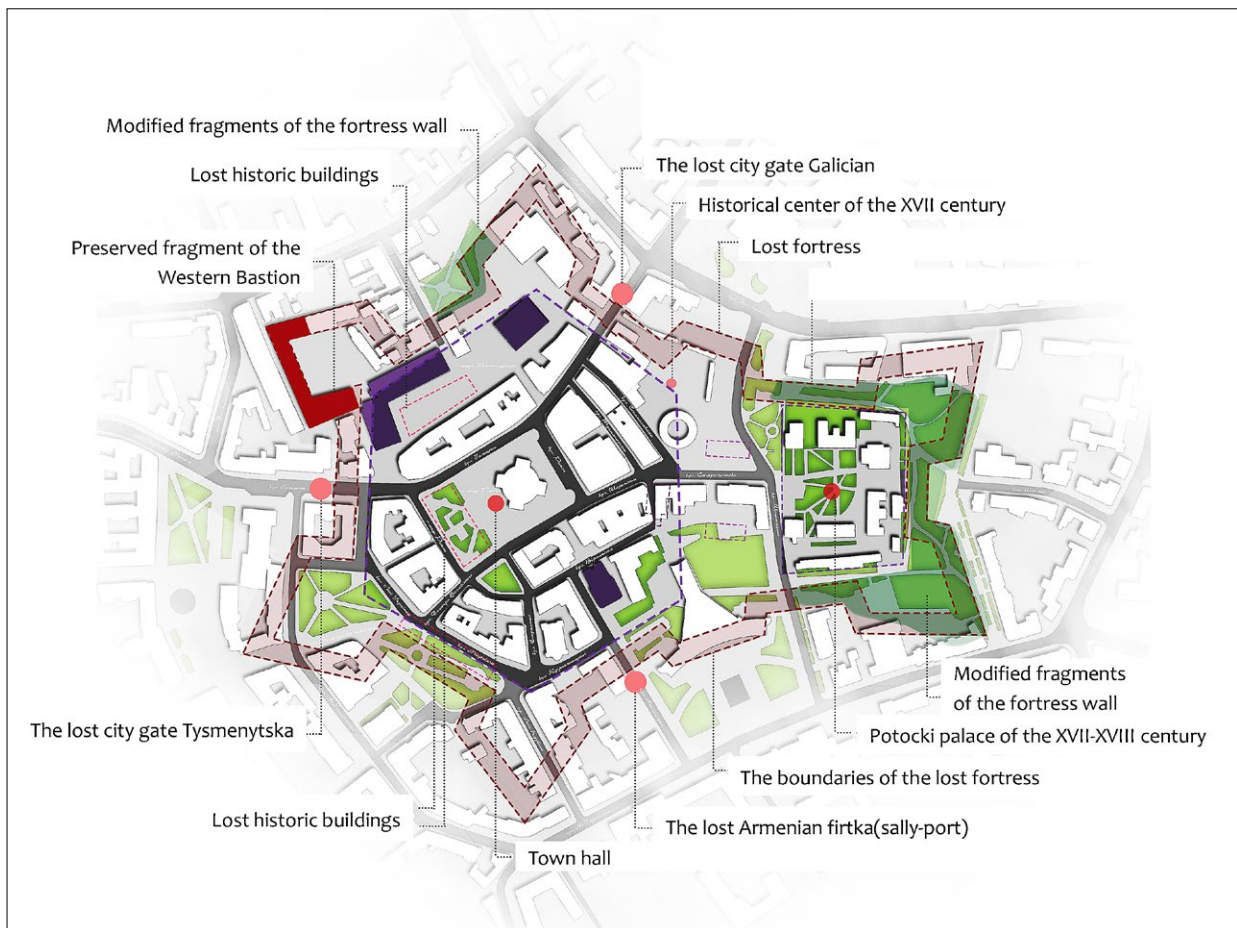 Modified fragments of the fortress wall
The lost city gate Galician
Lost historic buildings
Historical center of the XVII century
Preserved fragment of the
Western Bastion
Lost fortress
Modified fragments
of the fortress wall
The lost city gate Tysmenytska
Potocki palace of the XVII-XVIII century
The boundaries of the lost fortress
Lost historic buildings
The lost Armenian firtka(sally-port)
Town hall